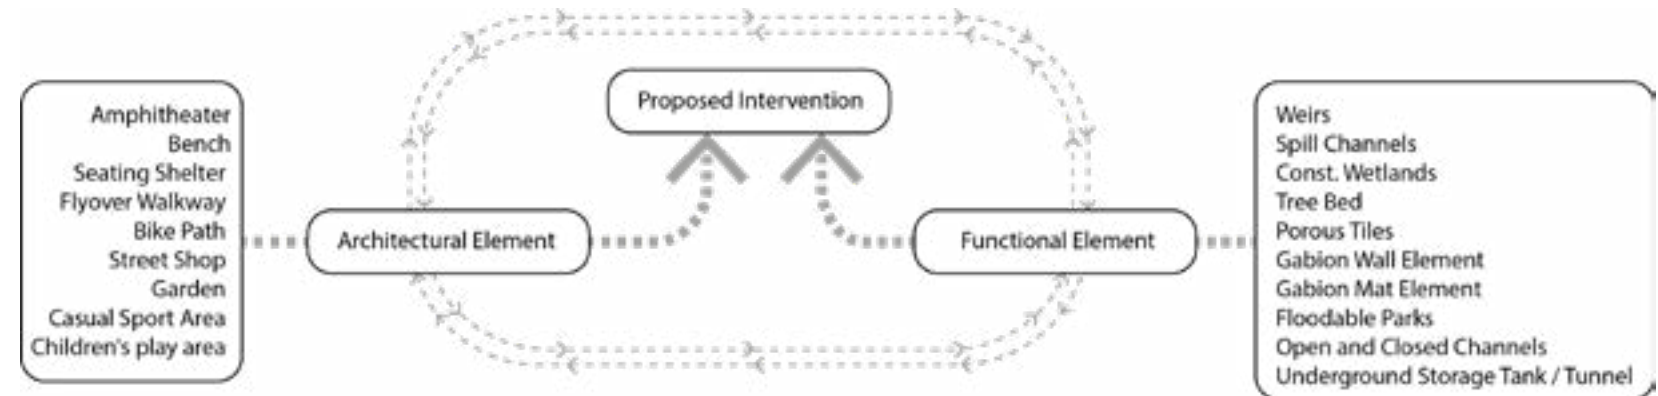 Amphitheater
Bench
Seating Shelter
Flyover Walkway
Bike Path
Street Shop
Garden
Casual Sport Area
Children's play area
Architectural Element
Proposed Intervention
Functional Element
Weirs
Spill Channels
Const. Wetlands
Tree Bed
Porous Tiles
Gabion Wall Element
Gabion Mat Element
Floodable Parks
Open and Closed Channels
Underground Storage Tank / Tunnel